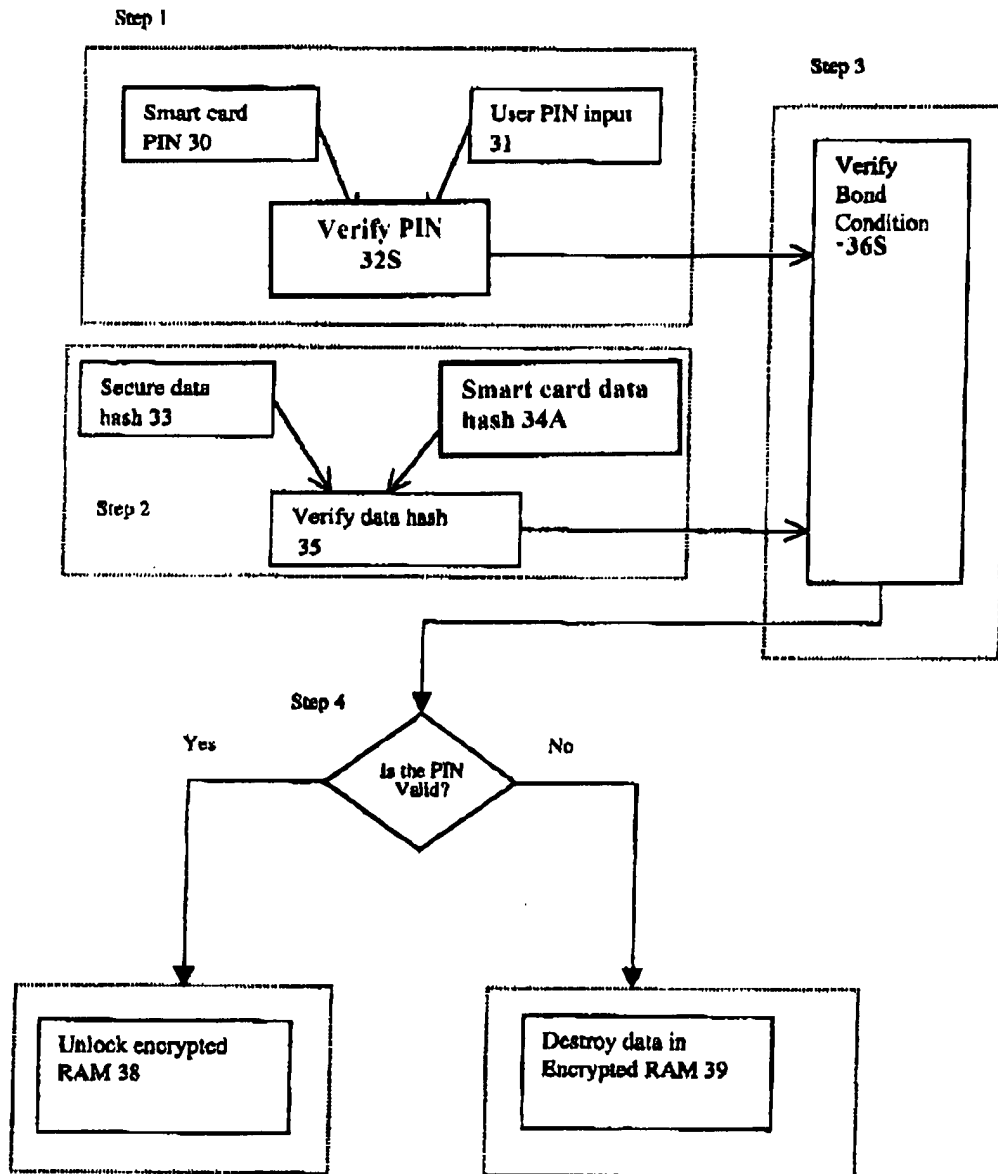 Step 1
Smart card
PIN 30
User PIN input
31
Verify PIN
32S
Step 3
Verify
Bond
Condition
-36S
Secure data
hash 33
Smart card data
hash 34A
Step 2
Verify data hash
35
Step 4
Yes
No
Is the PIN
Valid?
Unlock encrypted
RAM 38
Destroy data in
Encrypted RAM 39